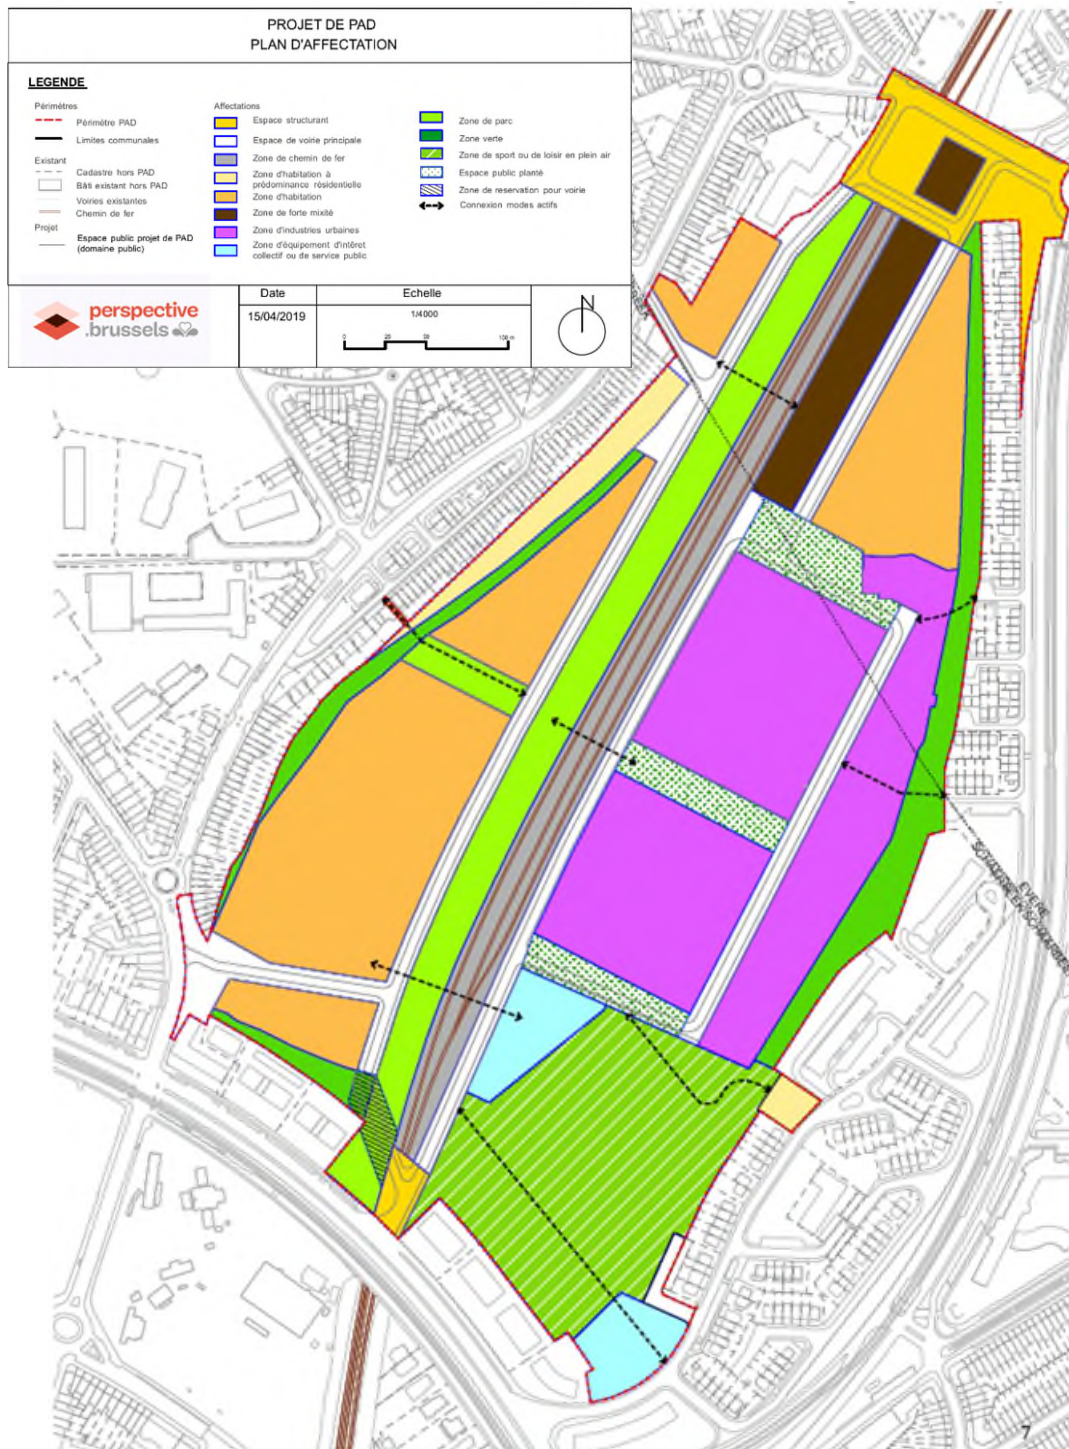 PROJET DE PAD
PLAN D'AFFECTATION
LEGENDE
Périmètres
Périmètre PAD
Limites communales
Existant
Cadastre hors PAD
Bâti existant hors PAD
Voiries existantes
Chemin de fer
Projet
Espace public projet de PAD
(domaine public)
Affectations
Espace structurant
Espace de voirie principale
Zone de chemin de fer
Zone d'habitation à
prédominance résidentielle
Zone d'habitation
Zone de forte mixité
Zone d'industries urbaines
Zone d'équipement d'intéret
collectif ou de service public
Zone de parc
Zone verte
Zone de sport ou de loisir en plein air
Espace public planté
Zone de reservation pour voirie
Connexion modes actifs
perspective
.brussels
Date
15/04/2019
Echelle
1/4000
0 25 50 100 m
N
EVERE
7